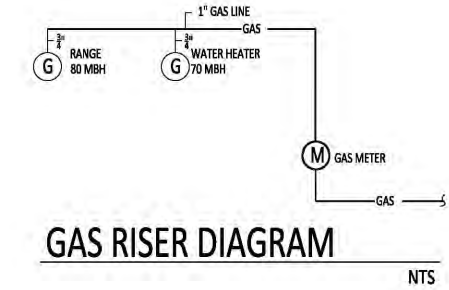 1" GAS LINE
GAS
3/4"
RANGE
80 MBH
G
3/4"
WATER HEATER
70 MBH
G
M
GAS METER
GAS
GAS RISER DIAGRAM
NTS